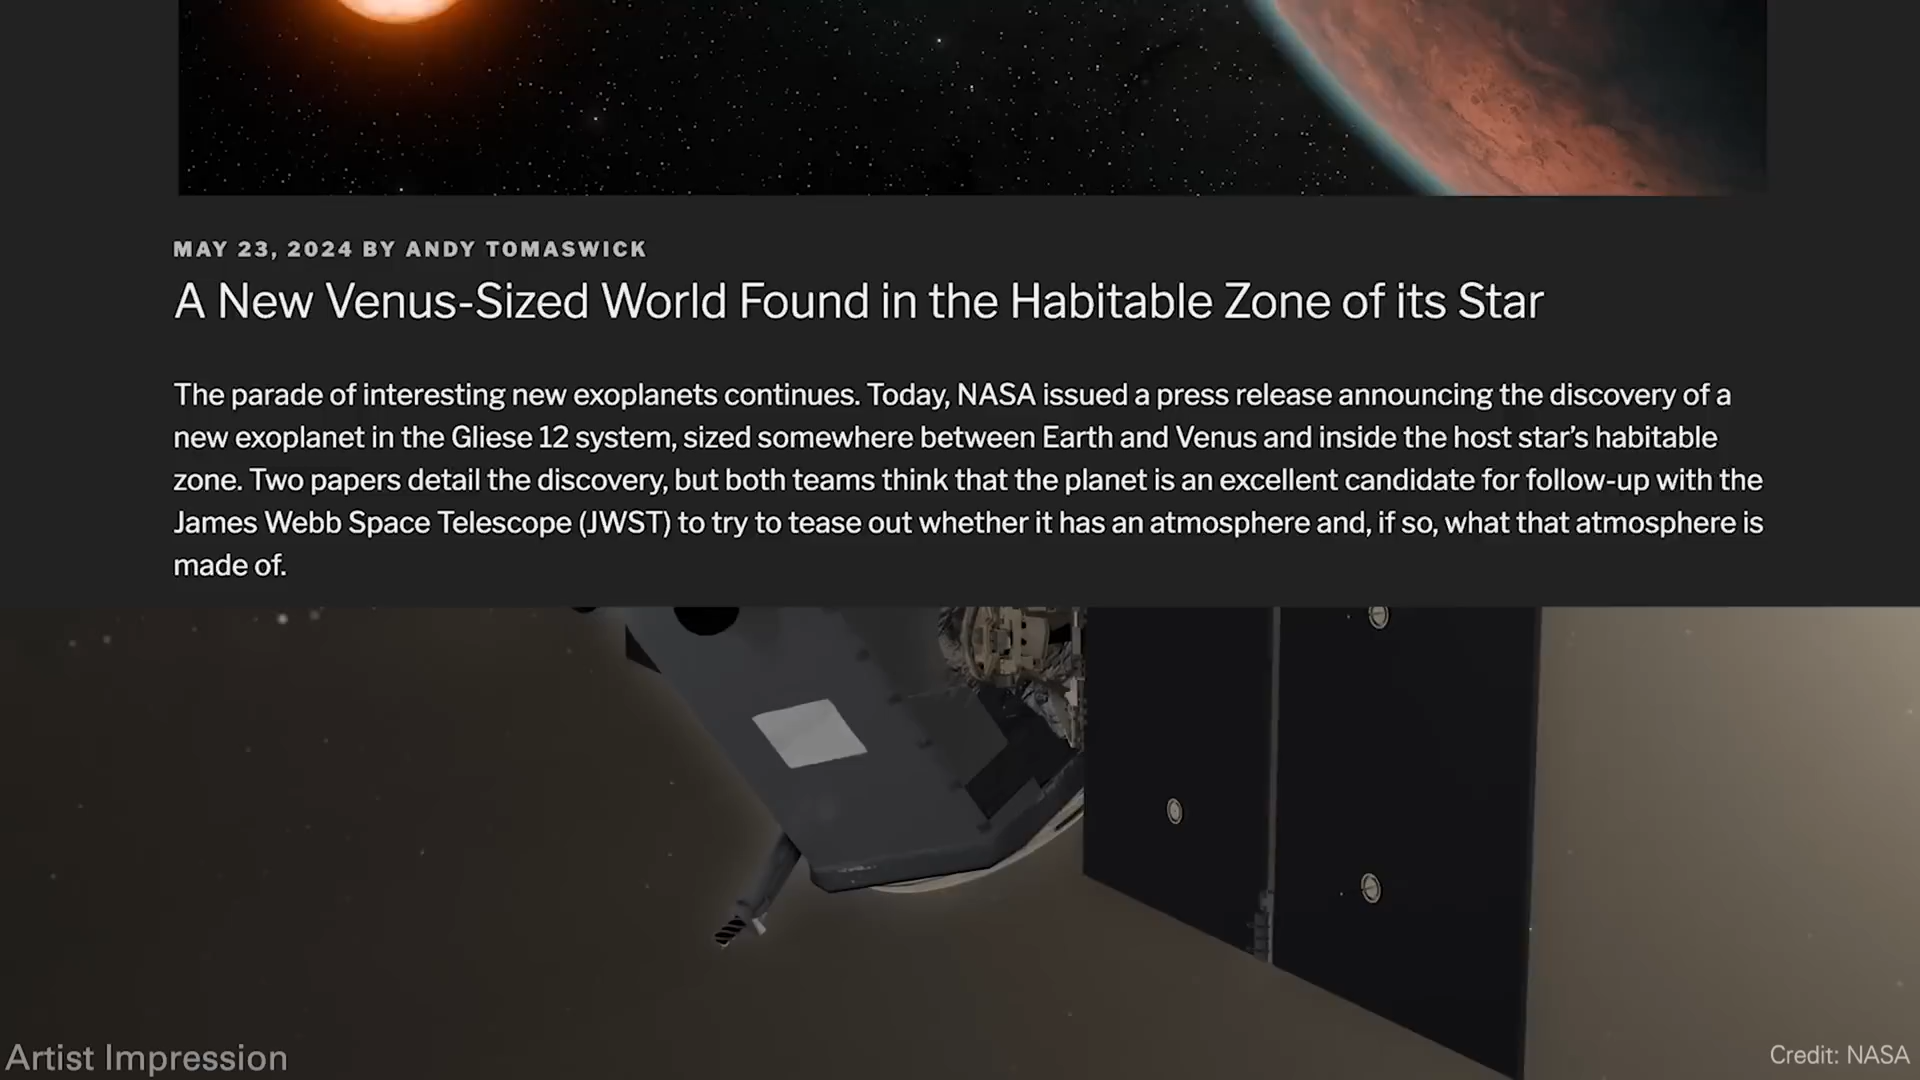 MAY 23, 2024 BY ANDY TOMASWICK
A New Venus-Sized World Found in the Habitable Zone of its Star
The parade of interesting new exoplanets continues. Today, NASA issued a press release announcing the discovery of a
new exoplanet in the Gliese 12 system, sized somewhere between Earth and Venus and inside the host star’s habitable
zone. Two papers detail the discovery, but both teams think that the planet is an excellent candidate for follow-up with the
James Webb Space Telescope (JWST) to try to tease out whether it has an atmosphere and, if so, what that atmosphere is
made of.
Artist Impression
Credit: NASA